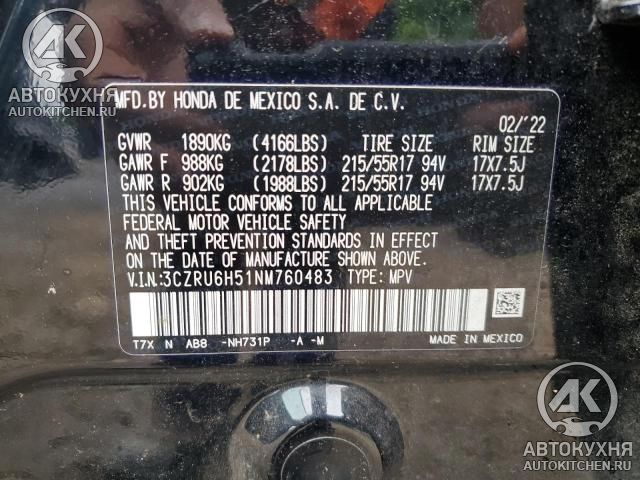 AK
АВТОКУХНЯ
AUTOKITCHEN.RU
MFD.BY HONDA DE MEXICO S.A. DE C.V.
02/'22
GVWR 1890KG (4166LBS) TIRE SIZE RIM SIZE
GAWR F 988KG (2178LBS) 215/55R17 94V 17X7.5J
GAWR R 902KG (1988LBS) 215/55R17 94V 17X7.5J
THIS VEHICLE CONFORMS TO ALL APPLICABLE
FEDERAL MOTOR VEHICLE SAFETY
AND THEFT PREVENTION STANDARDS IN EFFECT
ON THE DATE OF MANUFACTURE SHOWN ABOVE.
V.I.N:3CZRU6H51NM760483 TYPE: MPV
T7X N AB8 -NH731P -A -M MADE IN MEXICO
AK
АВТОКУХНЯ
AUTOKITCHEN.RU